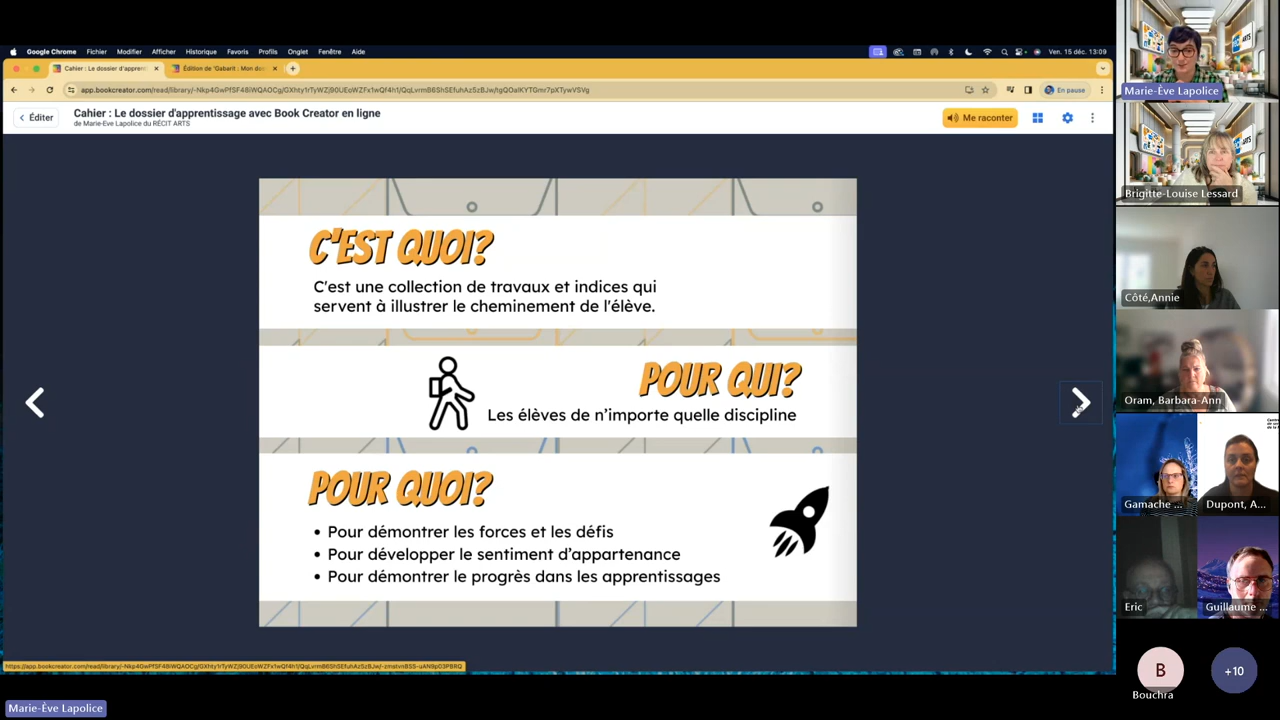 Google Chrome Fichier Modifier Afficher Historique Favoris Profils Onglet Fenêtre Aide
Ven. 15 déc. 13:09
Cahier : Le dossier d'apprent
Édition de 'Gabarit : Mon dos
En pause
Éditer
Cahier : Le dossier d'apprentissage avec Book Creator en ligne
de Marie-Eve Lapolice du RÉCIT ARTS
Me raconter
C'EST QUOI?
C'est une collection de travaux et indices qui
servent à illustrer le cheminement de l'élève.
POUR QUI?
Les élèves de n'importe quelle discipline
POUR QUOI?
• Pour démontrer les forces et les défis
• Pour développer le sentiment d'appartenance
• Pour démontrer le progrès dans les apprentissages
Marie-Ève Lapolice
Marie-Ève Lapolice
Brigitte-Louise Lessard
Côté,Annie
Oram, Barbara-Ann
Gamache ...
Dupont, A...
Eric
Guillaume ...
B
Bouchra
+10